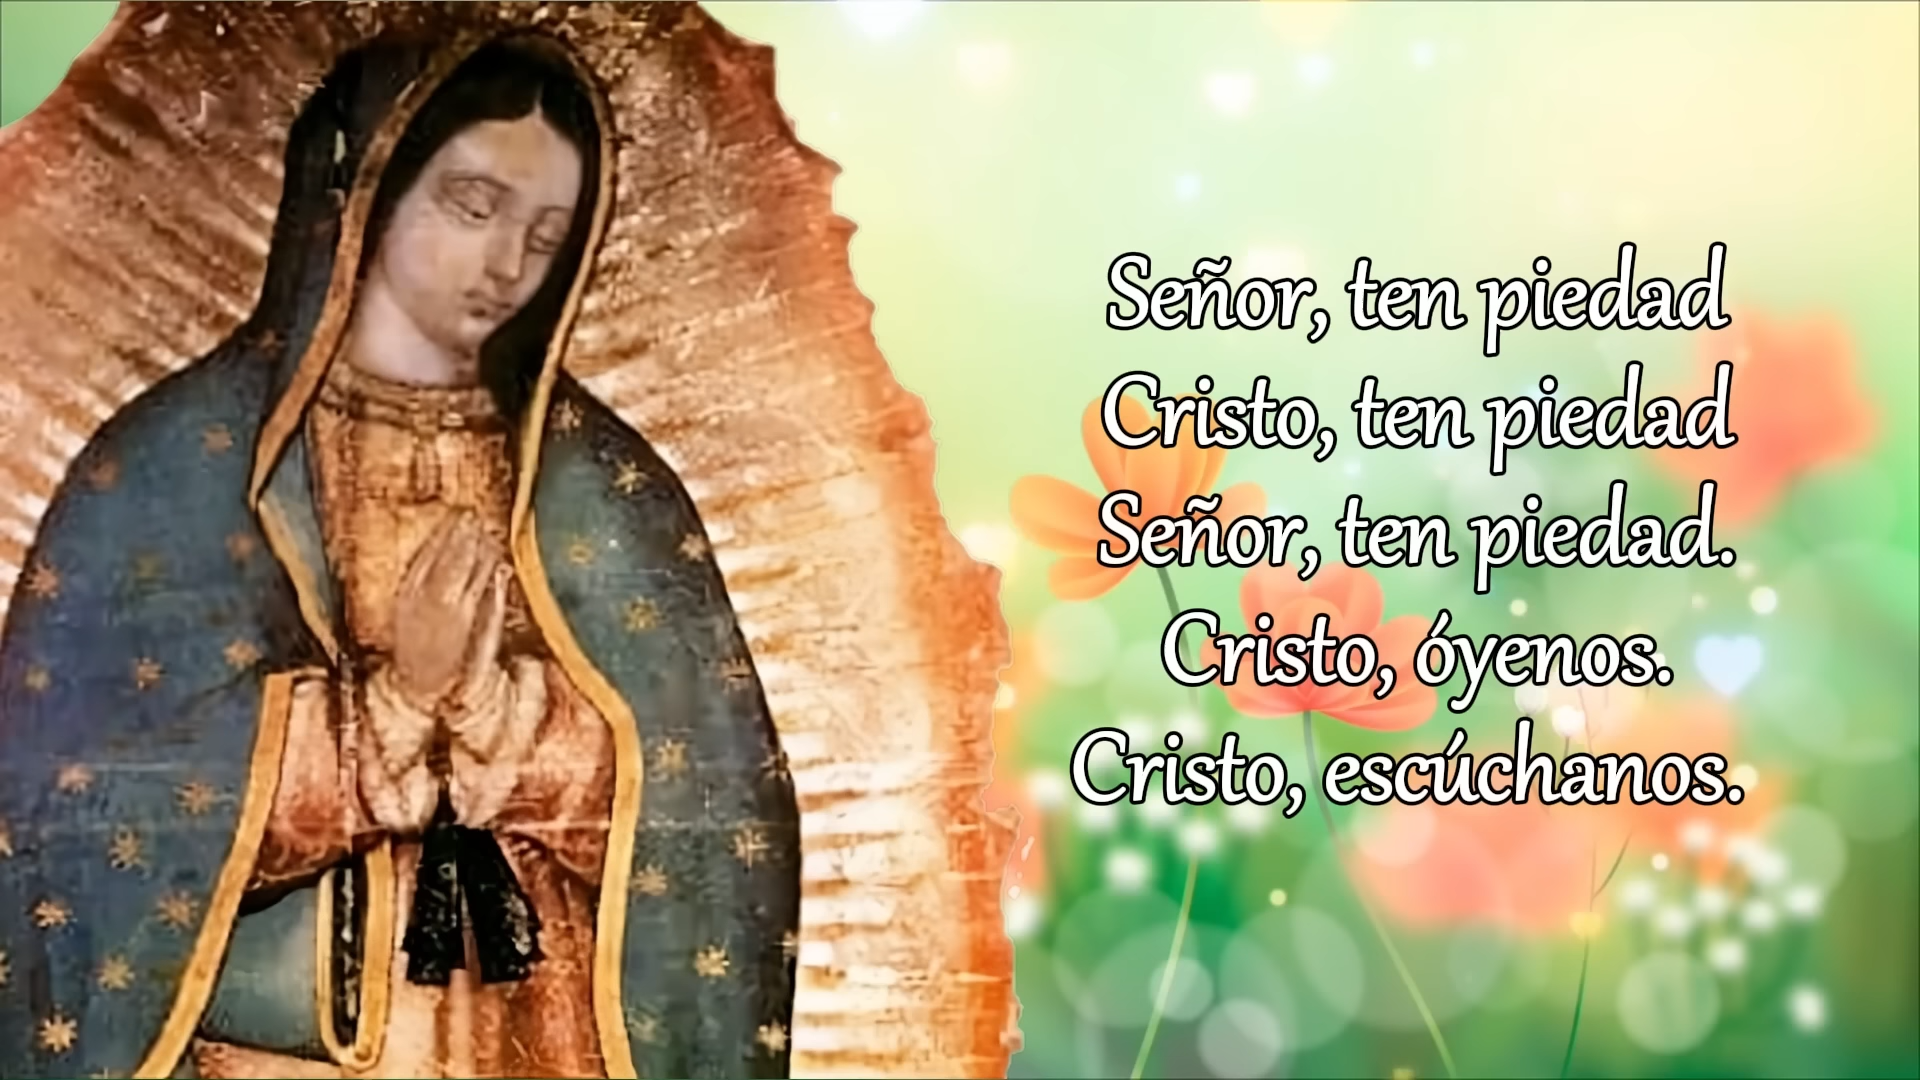 Señor, ten piedad
Cristo, ten piedad
Señor, ten piedad.
Cristo, óyenos.
Cristo, escúchanos.